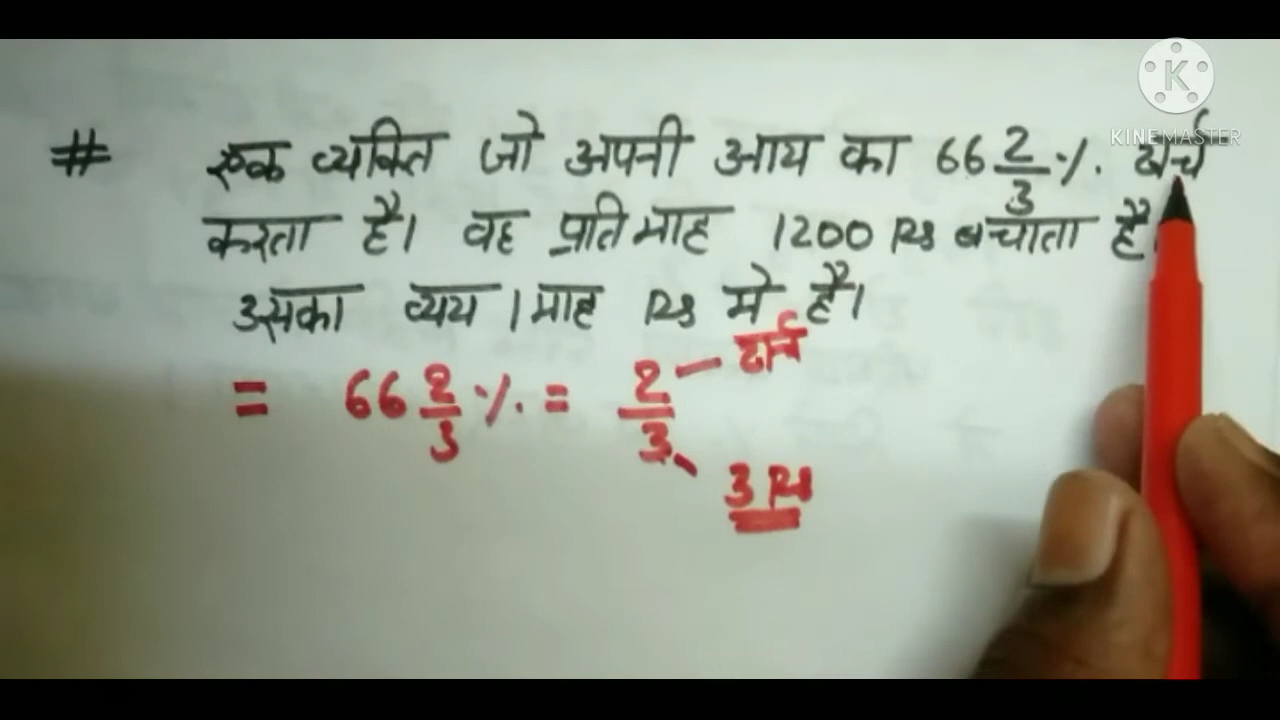 K
KINEMASTER
# एक व्यक्ति जो अपनी आय का 66 2/3 %. खर्च
करता है। वह प्रतिमाह 1200 Rs बचाता है।
उसका व्यय । माह Rs मे है।
= 66 2/3 %. = 2/3 खर्च
3 Rs